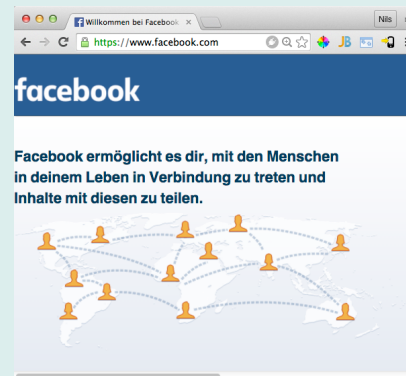 Willkommen bei Facebook
Nils
https://www.facebook.com
JB
facebook
Facebook ermöglicht es dir, mit den Menschen
in deinem Leben in Verbindung zu treten und
Inhalte mit diesen zu teilen.